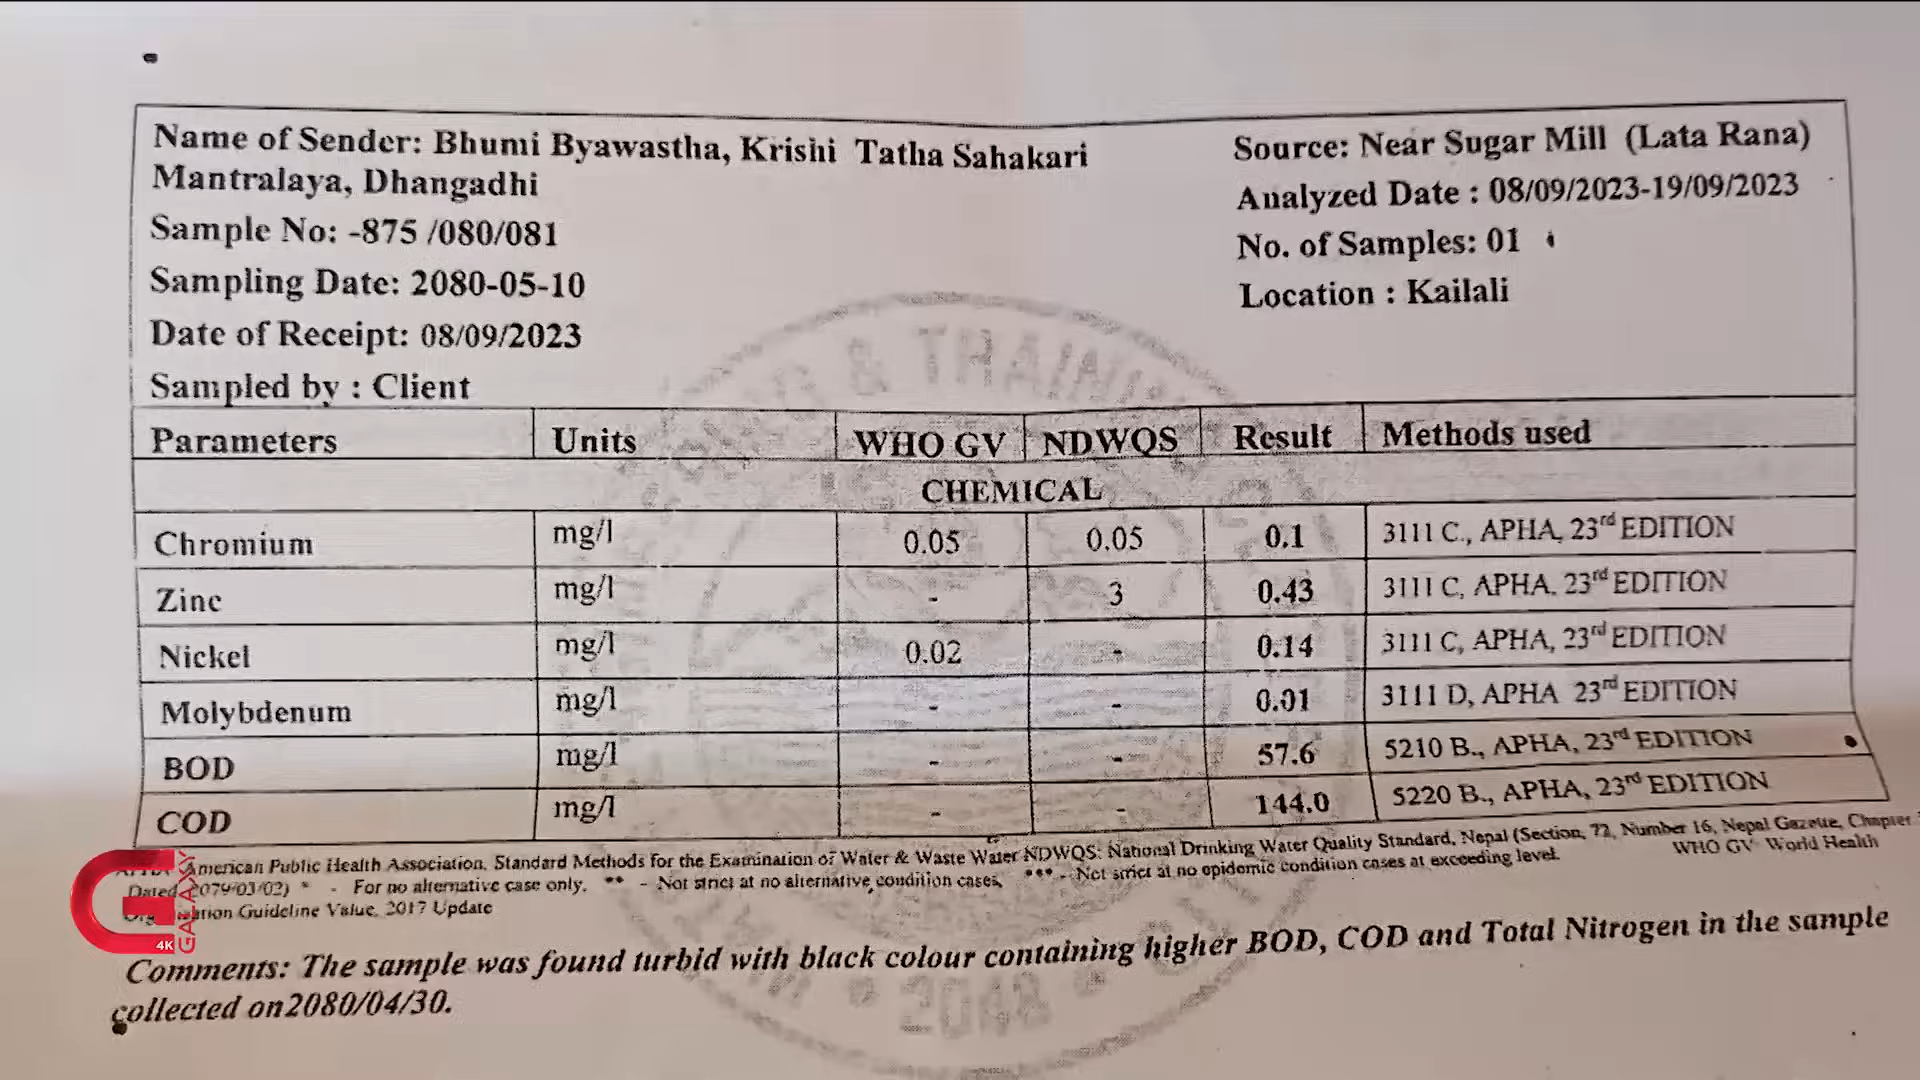 Name of Sender: Bhumi Byawastha, Krishi Tatha Sahakari
Mantralaya, Dhangadhi
Sample No: -875 /080/081
Sampling Date: 2080-05-10
Date of Receipt: 08/09/2023
Sampled by : Client
Source: Near Sugar Mill (Lata Rana)
Analyzed Date : 08/09/2023-19/09/2023
No. of Samples: 01
Location : Kailali
Parameters Units WHO GV NDWQS Result Methods used
CHEMICAL
Chromium mg/l 0.05 0.05 0.1 3111 C., APHA, 23rd EDITION
Zinc mg/l - 3 0.43 3111 C, APHA. 23rd EDITION
Nickel mg/l 0.02 - 0.14 3111 C, APHA, 23rd EDITION
Molybdenum mg/l - - 0.01 3111 D, APHA 23rd EDITION
BOD mg/l - - 57.6 5210 B., APHA, 23rd EDITION
COD mg/l - - 144.0 5220 B., APHA, 23rd EDITION
American Public Health Association. Standard Methods for the Examination of Water & Waste Water NDWQS: National Drinking Water Quality Standard, Nepal (Section, 72, Number 16, Nepal Gazette, Chapter
Dated 2079/03/02) * - For no alternative case only. ** - Not strict at no alternative condition cases, *** - Not strict at no epidemic condition cases at exceeding level. WHO GV World Health
Guideline Value, 2017 Update
G 4K GALAXY
Comments: The sample was found turbid with black colour containing higher BOD, COD and Total Nitrogen in the sample
collected on2080/04/30.